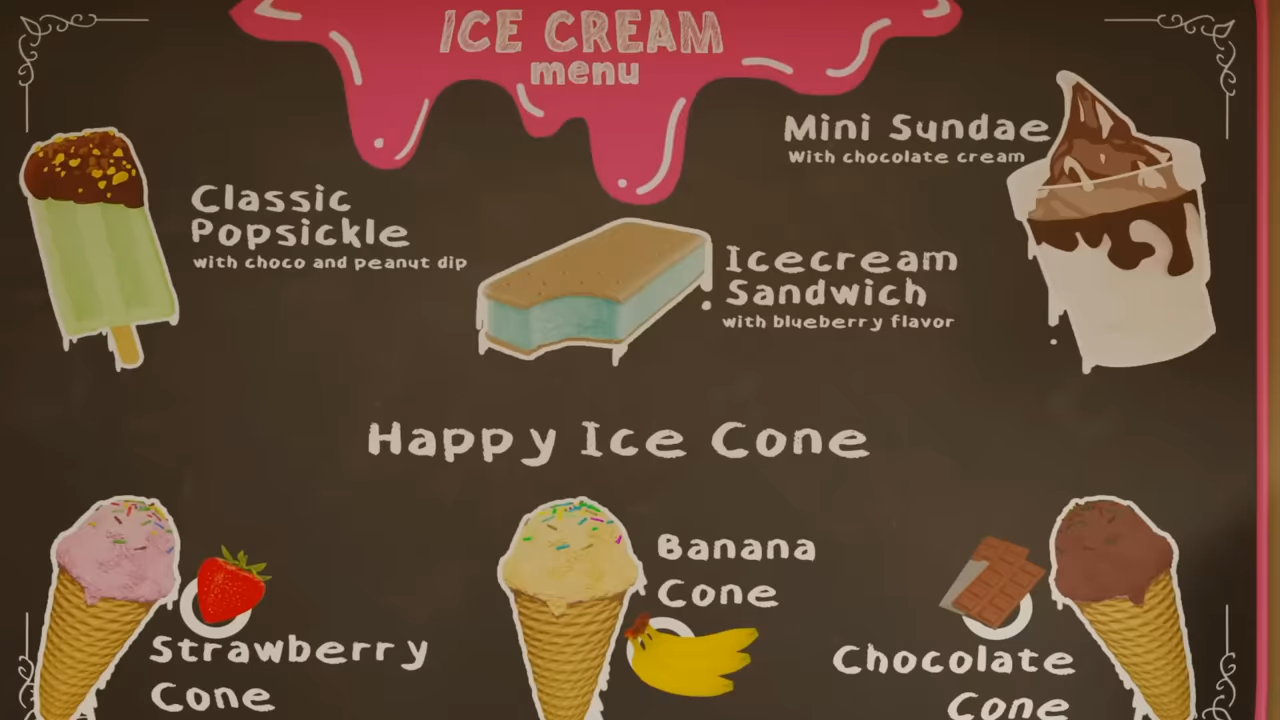 ICE CREAM
menu
Mini Sundae
With chocolate cream
Classic
Popsickle
with choco and peanut dip
Icecream
Sandwich
with blueberry flavor
Happy Ice Cone
Strawberry
Cone
Banana
Cone
Chocolate
Cone